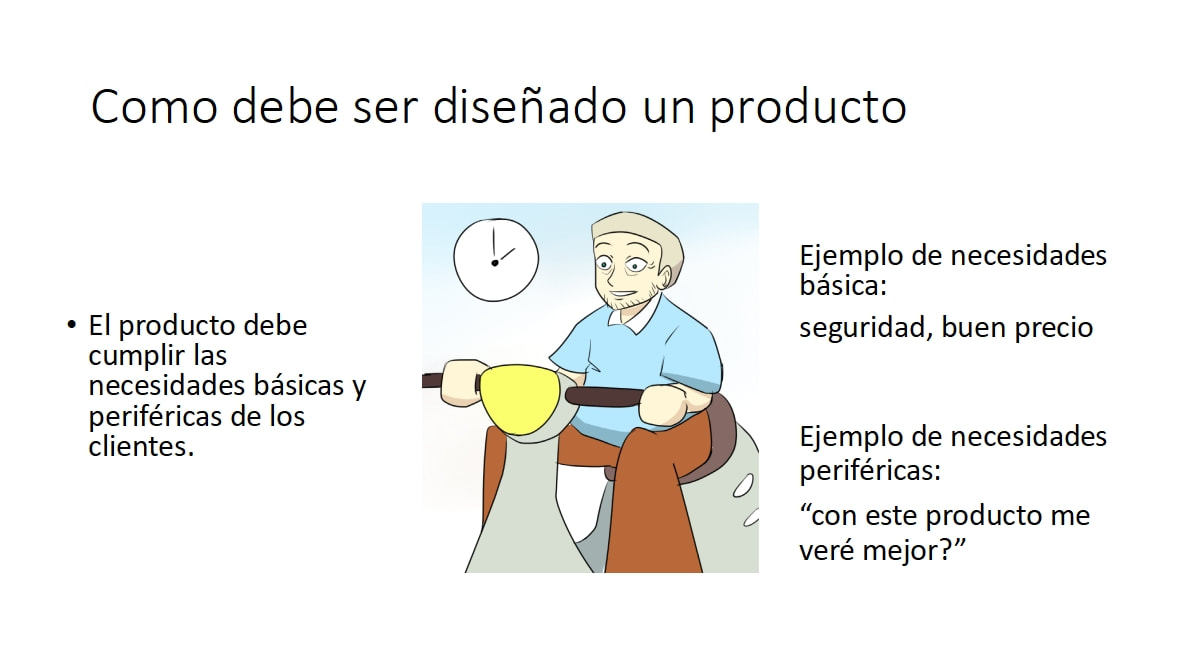 Como debe ser diseñado un producto
• El producto debe
cumplir las
necesidades básicas y
periféricas de los
clientes.
Ejemplo de necesidades
básica:
seguridad, buen precio
Ejemplo de necesidades
periféricas:
“con este producto me
veré mejor?”